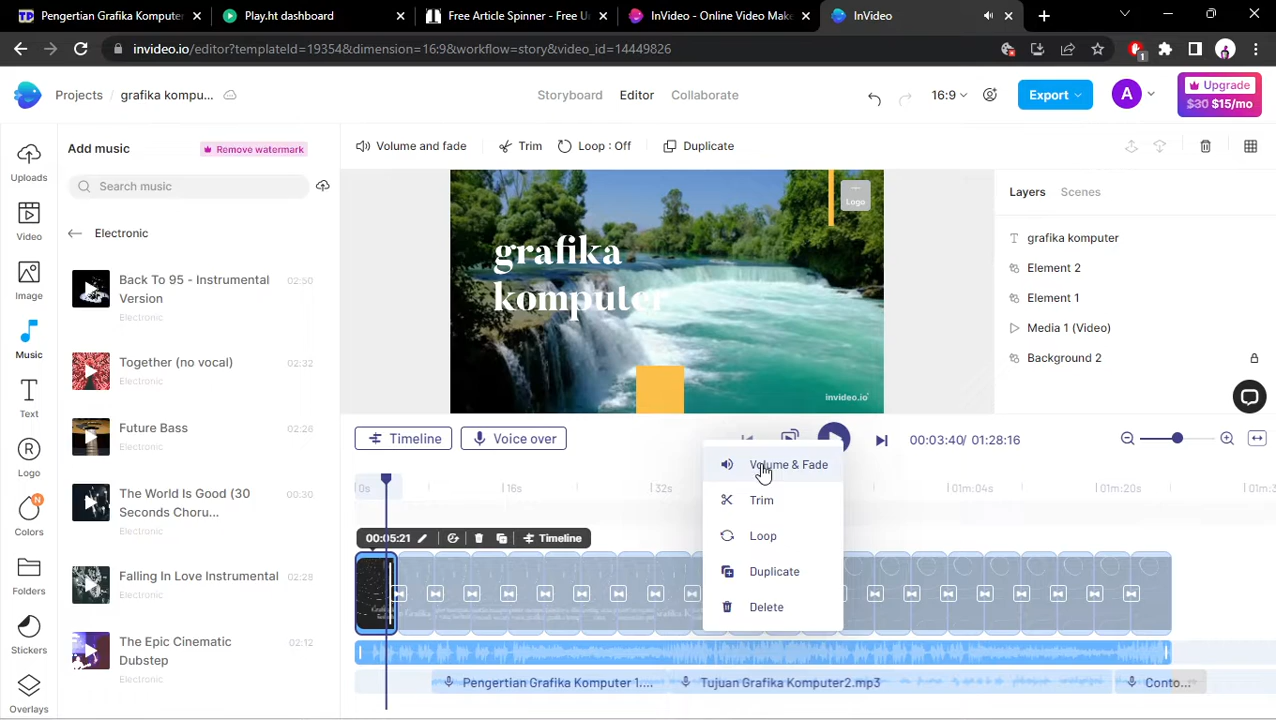 Pengertian Grafika Komputer
Play.ht dashboard
Free Article Spinner - Free U
InVideo - Online Video Make
InVideo
invideo.io/editor?templateId=19354&dimension=16:9&workflow=story&video_id=14449826
1
Projects / grafika kompu...
Storyboard
Editor
Collaborate
16:9
Export
A
Upgrade
$30 $15/mo
Uploads
Video
Image
Music
Text
Logo
Colors
N
Folders
Stickers
Overlays
Add music
Remove watermark
Search music
Electronic
Back To 95 - Instrumental
Version
02:50
Electronic
Together (no vocal)
02:32
Electronic
Future Bass
02:28
Electronic
The World Is Good (30
Seconds Choru...
00:30
Electronic
Falling In Love Instrumental
02:28
Electronic
The Epic Cinematic
Dubstep
02:12
Electronic
Volume and fade
Trim
Loop : Off
Duplicate
Logo
grafika
komputer
invideo.io
Layers
Scenes
grafika komputer
Element 2
Element 1
Media 1 (Video)
Background 2
Timeline
Voice over
00:03:40/ 01:28:16
0s
16s
32s
01m:04s
01m:20s
Volume & Fade
Trim
Loop
Duplicate
Delete
00:05:21
Timeline
Pengertian Grafika Komputer 1....
Tujuan Grafika Komputer2.mp3
Conto...